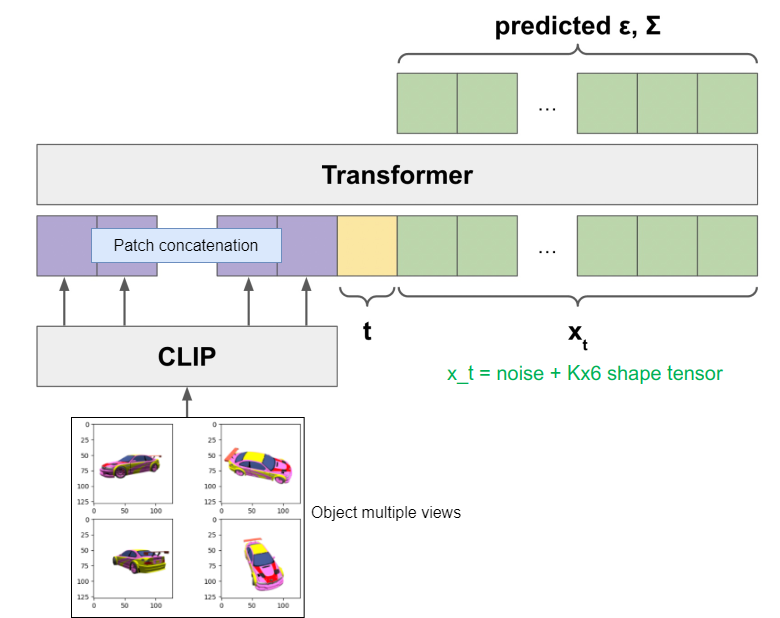 predicted ε, Σ
...
Transformer
Patch concatenation
...
CLIP
t
x_t
x_t = noise + Kx6 shape tensor
Object multiple views
0
25
50
75
100
125
0 50 100
0
25
50
75
100
125
0 50 100
0
25
50
75
100
125
0 50 100
0
25
50
75
100
125
0 50 100